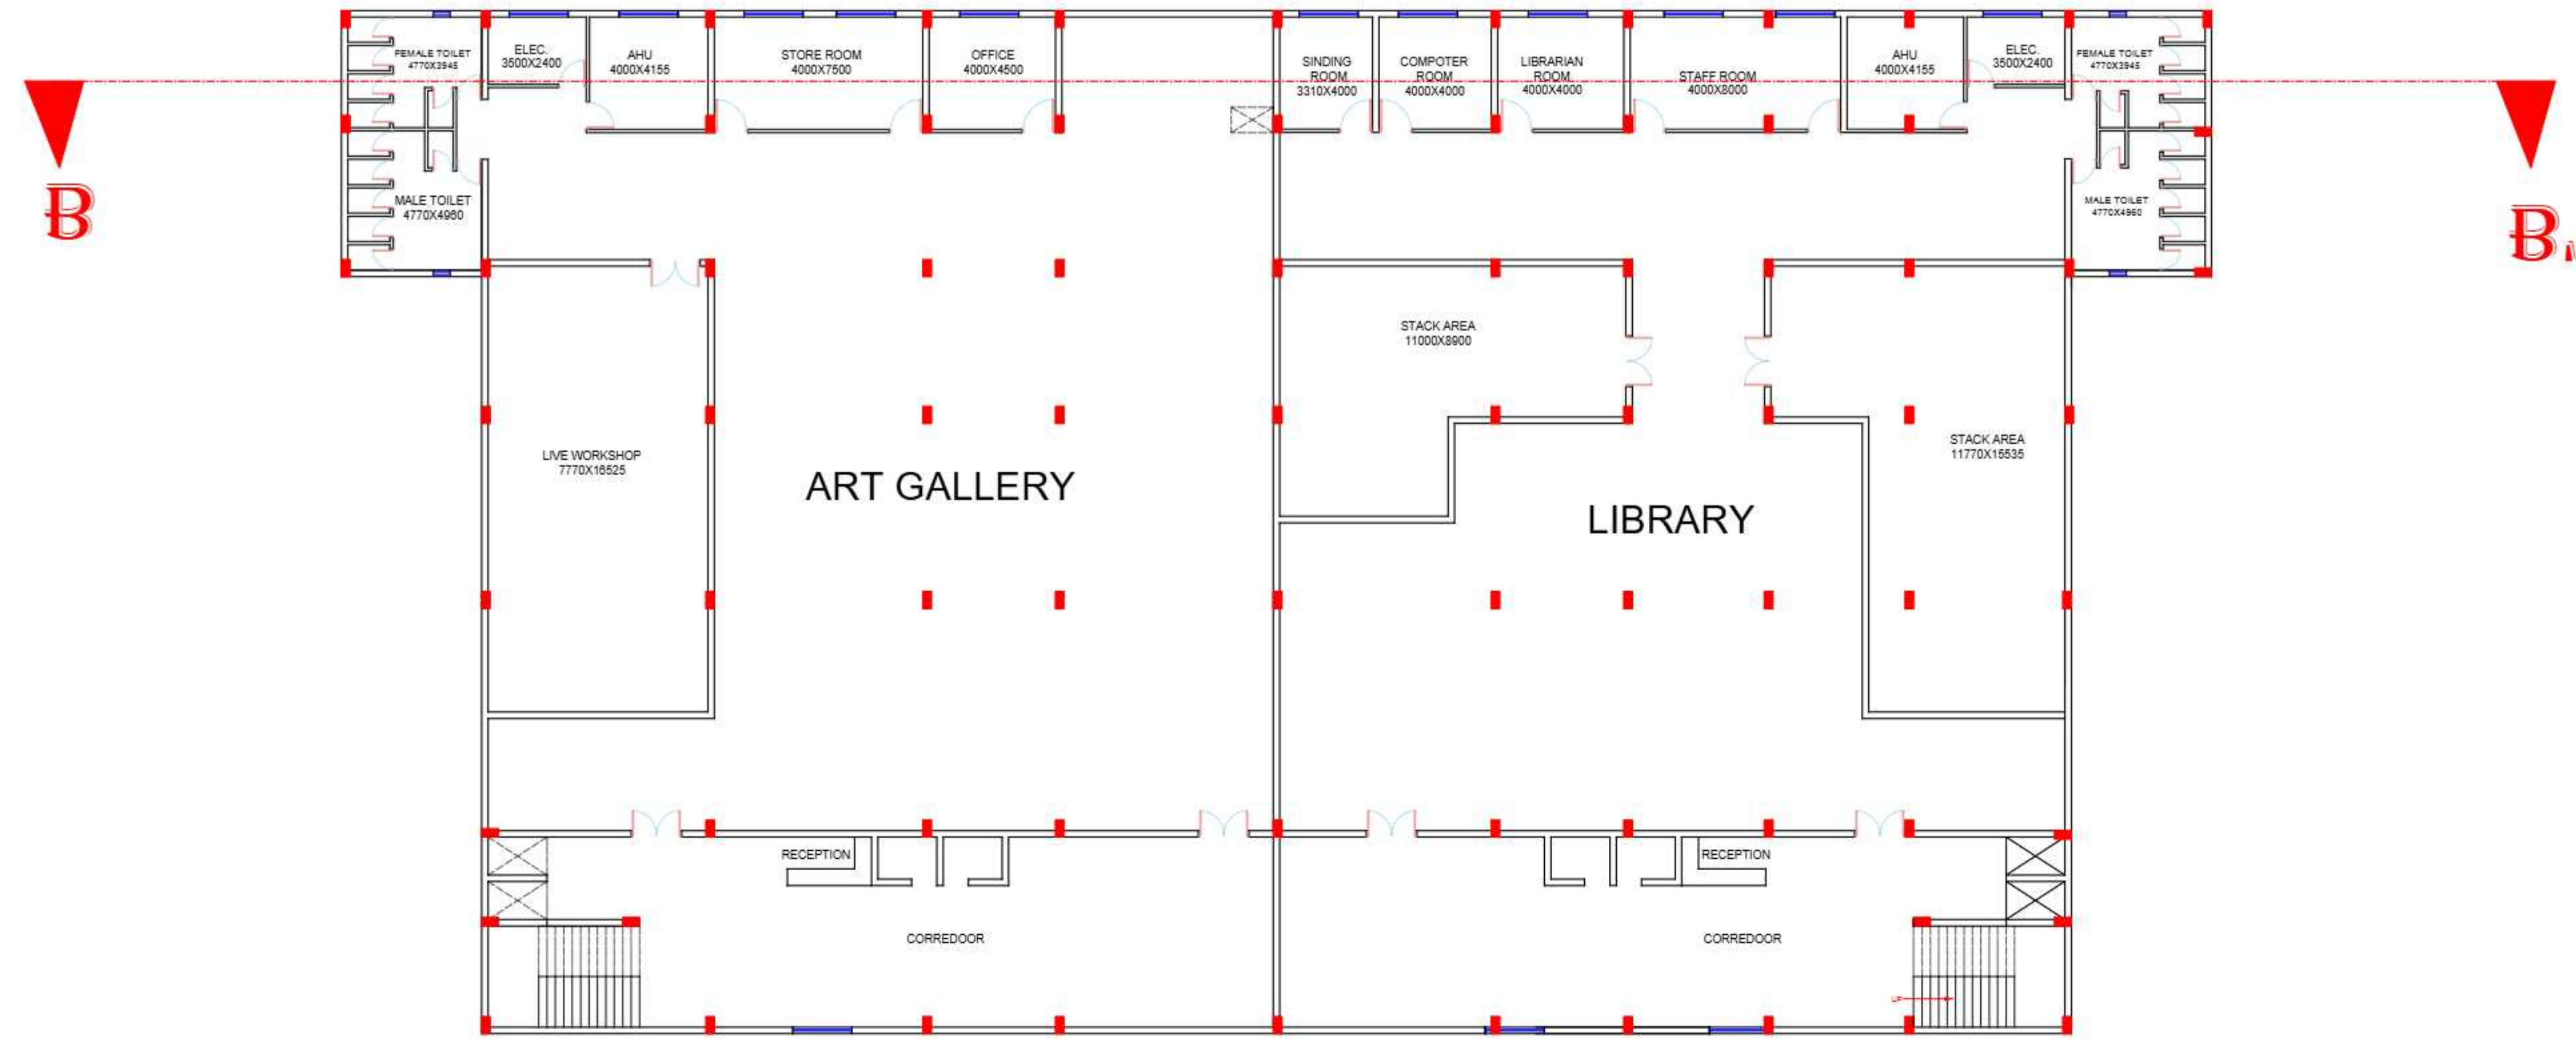 FEMALE TOILET
4770X3945
ELEC.
3500X2400
AHU
4000X4155
STORE ROOM
4000X7500
OFFICE
4000X4500
SINDING
ROOM
3310X4000
COMPOTER
ROOM
4000X4000
LIBRARIAN
ROOM
4000X4000
STAFF ROOM
4000X8000
AHU
4000X4155
ELEC.
3500X2400
FEMALE TOILET
4770X3945
B
B
MALE TOILET
4770X4960
MALE TOILET
4770X4960
STACK AREA
11000X8900
LIVE WORKSHOP
7770X16525
STACK AREA
11770X15535
ART GALLERY
LIBRARY
RECEPTION
RECEPTION
CORREDOOR
CORREDOOR
UP